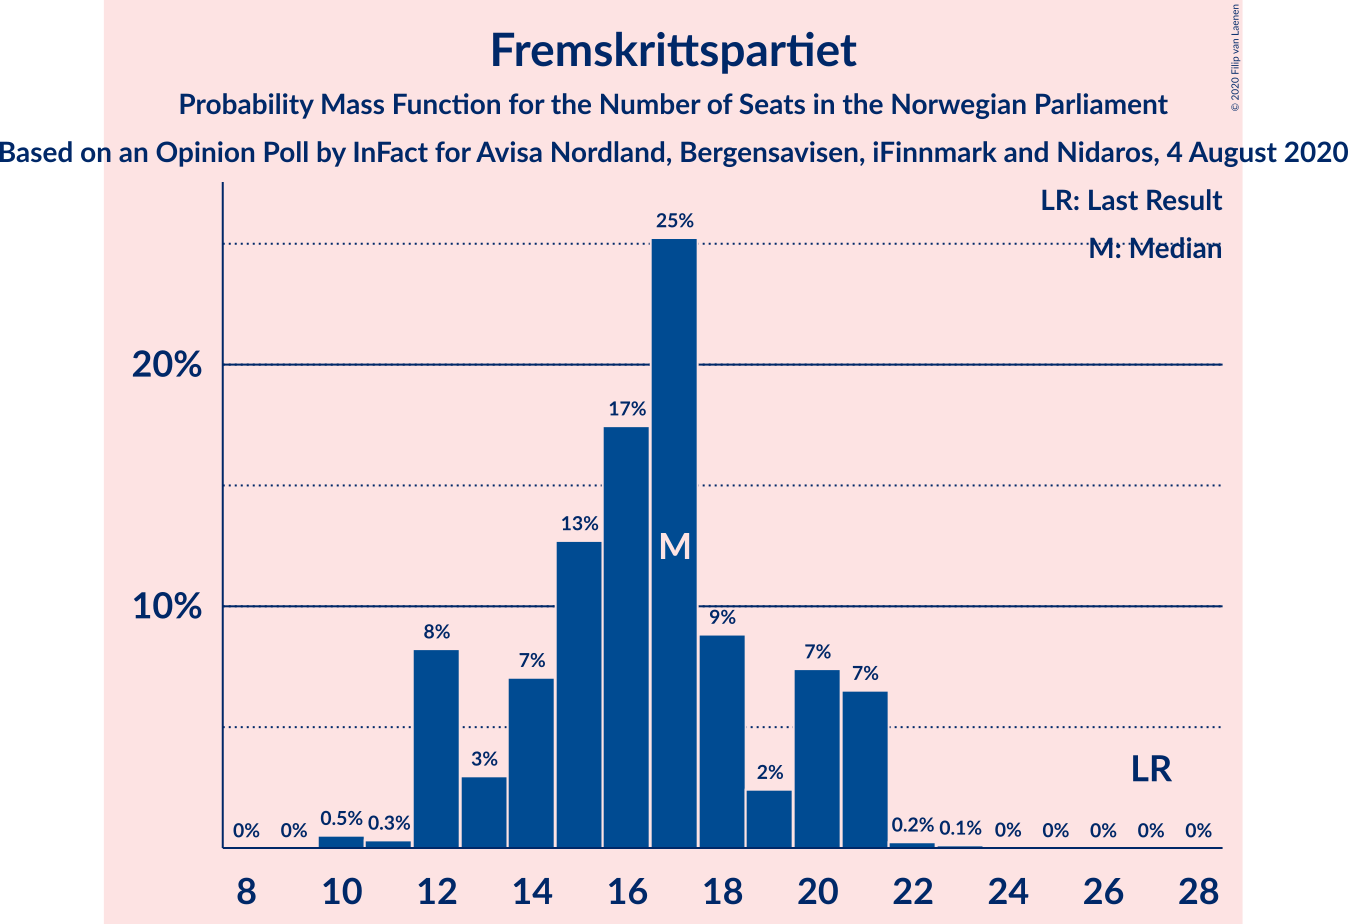 Fremskrittspartiet
© 2020 Filip van Laenen
Probability Mass Function for the Number of Seats in the Norwegian Parliament
Based on an Opinion Poll by InFact for Avisa Nordland, Bergensavisen, iFinnmark and Nidaros, 4 August 2020
LR: Last Result
M: Median
25%
20%
17%
13%
M
10%
9%
8%
7%
7%
7%
3%
2%
LR
0% 0% 0.5% 0.3% 0.2% 0.1% 0% 0% 0% 0% 0%
8 10 12 14 16 18 20 22 24 26 28